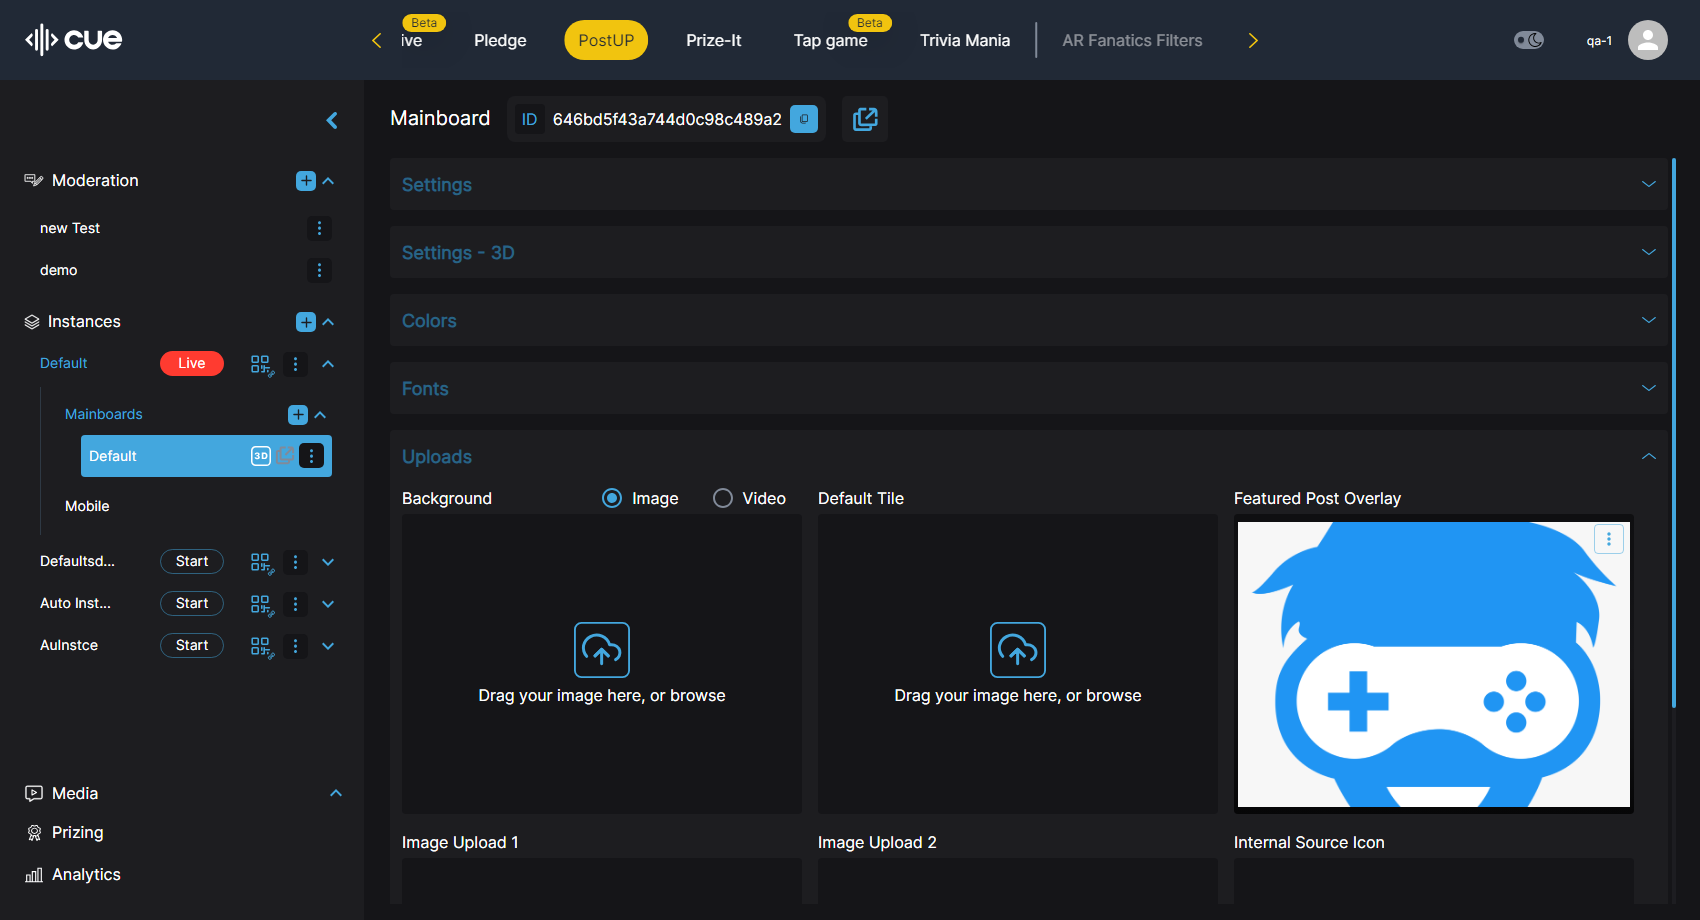 cue
Beta
ive
Pledge
PostUP
Prize-It
Beta
Tap game
Trivia Mania
AR Fanatics Filters
qa-1
Moderation
new Test
demo
Instances
Default
Live
Mainboards
Default
3D
Mobile
Defaultsd...
Start
Auto Inst...
Start
AuInstce
Start
Media
Prizing
Analytics
Mainboard
ID
646bd5f43a744d0c98c489a2
Settings
Settings - 3D
Colors
Fonts
Uploads
Background
Image
Video
Default Tile
Featured Post Overlay
Drag your image here, or browse
Drag your image here, or browse
Image Upload 1
Image Upload 2
Internal Source Icon